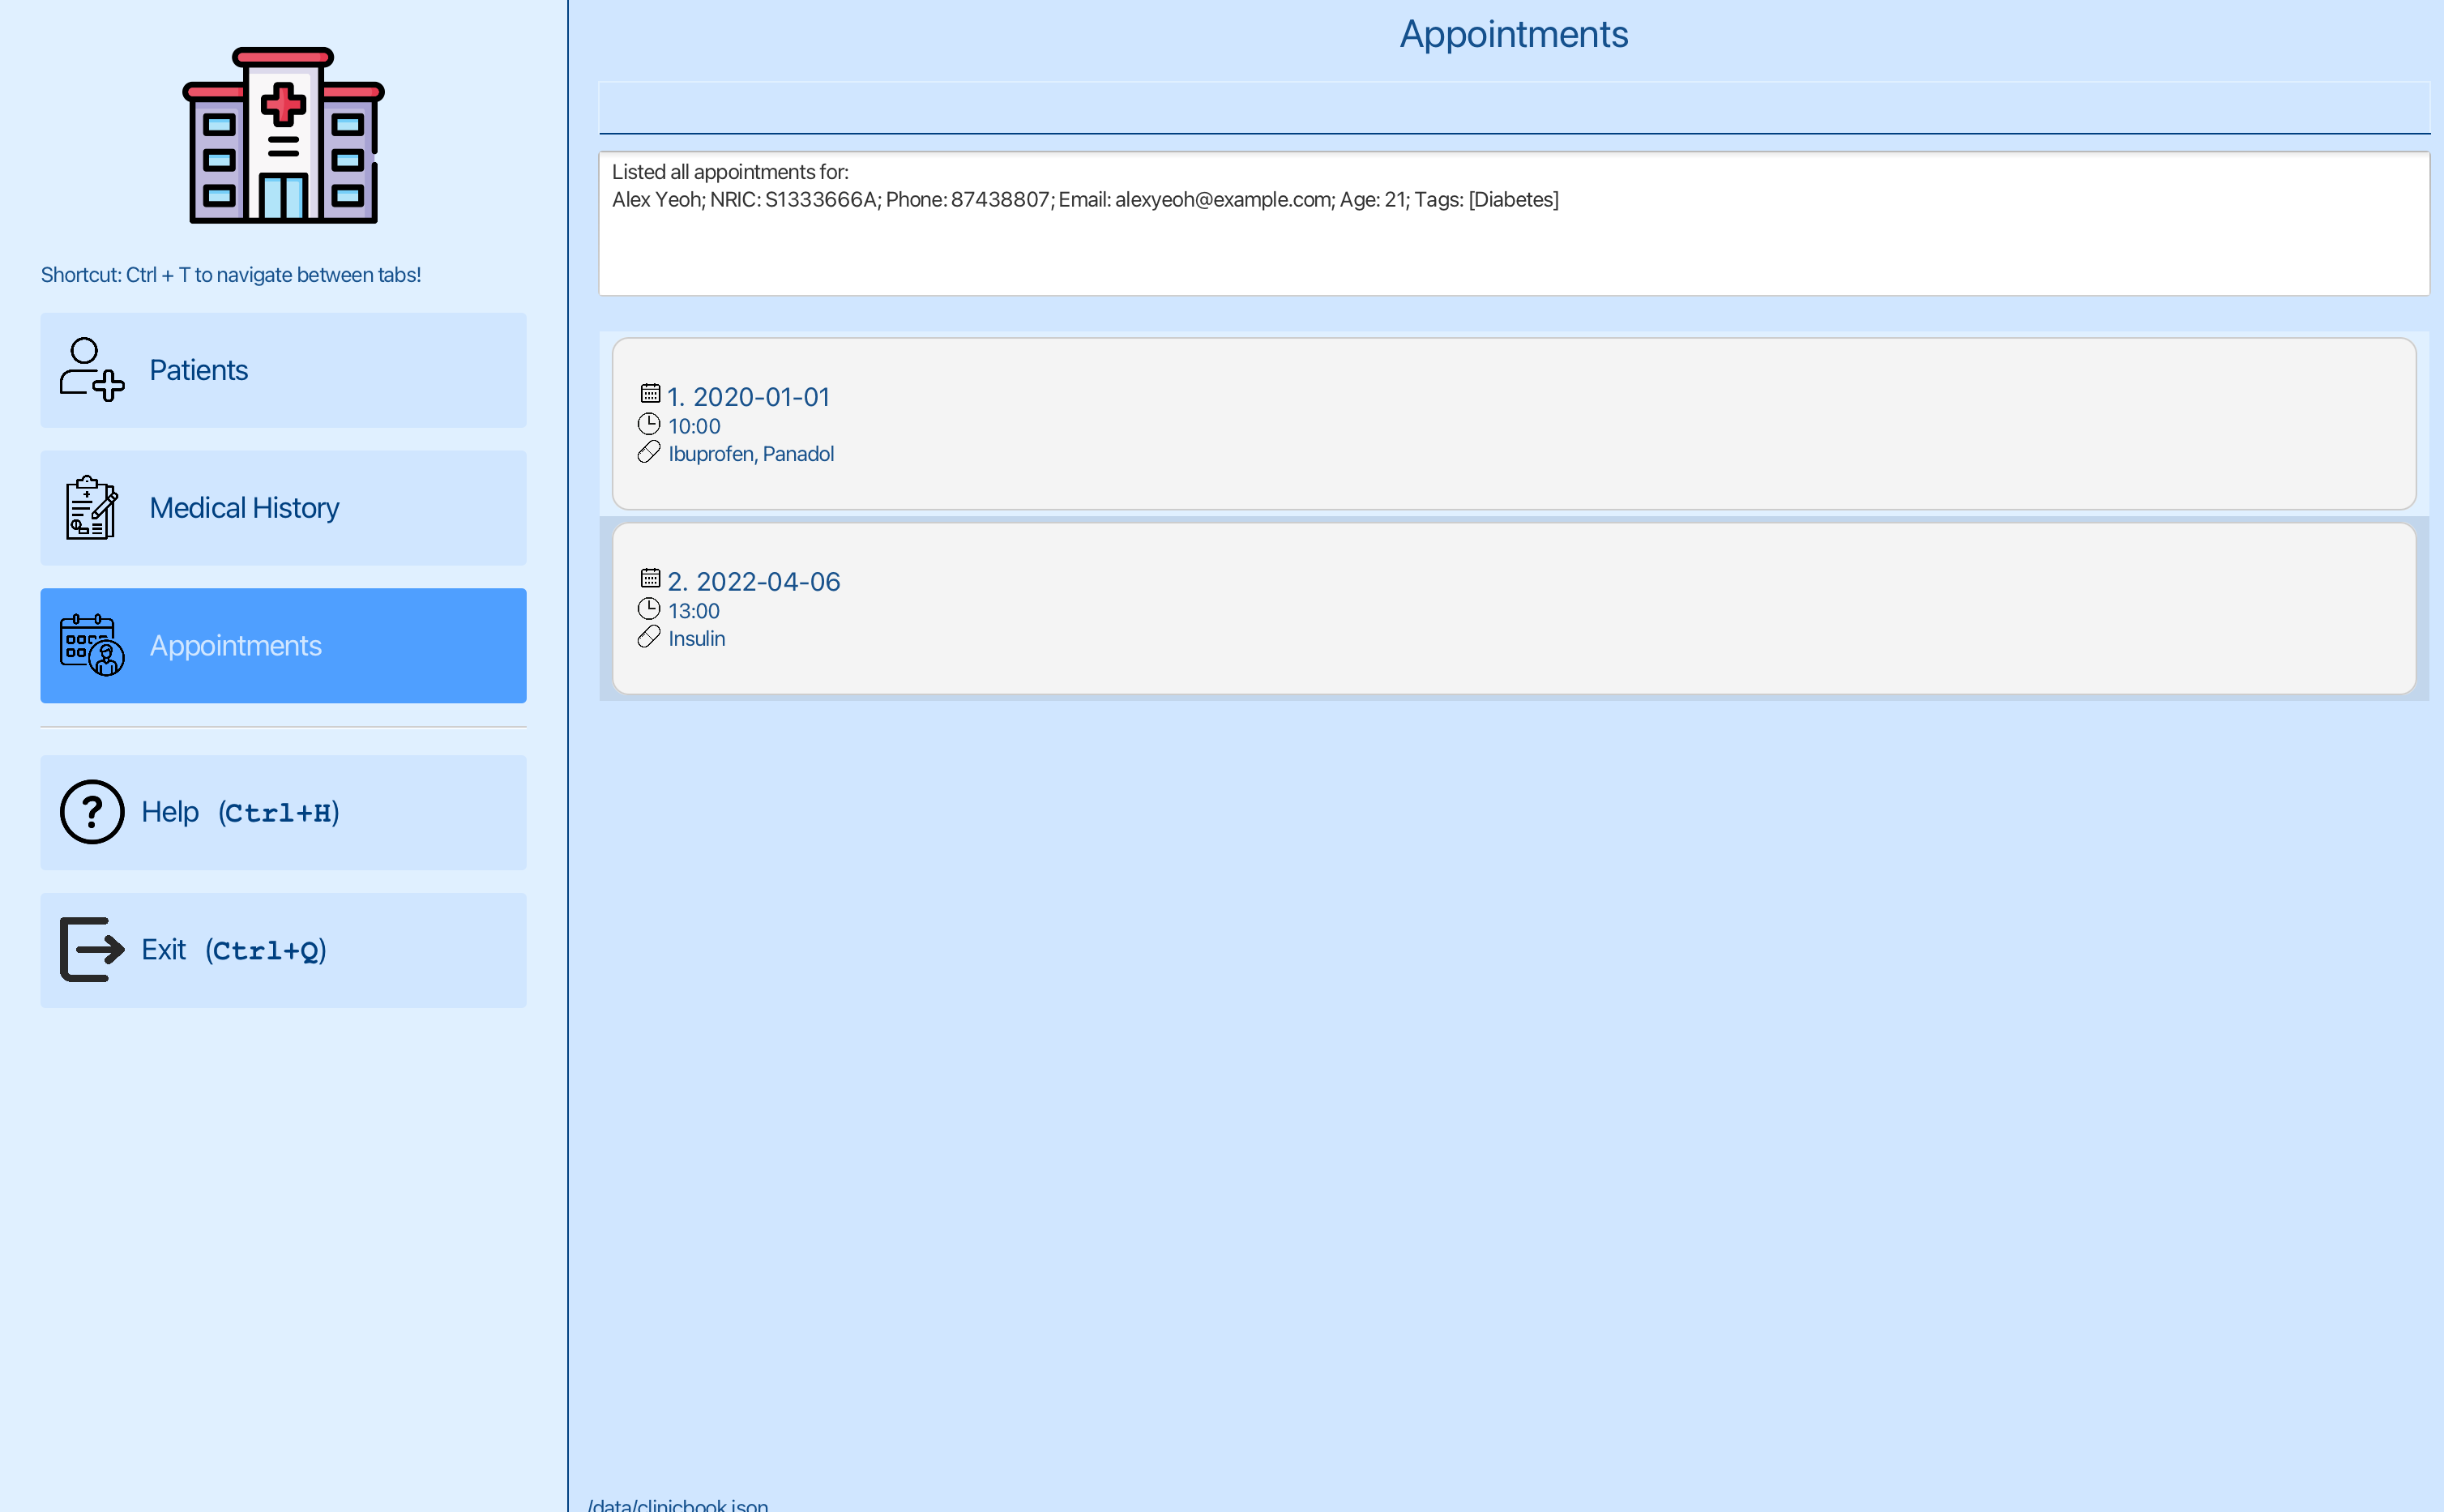 Shortcut: Ctrl + T to navigate between tabs!
Patients
Medical History
Appointments
Help (Ctrl+H)
Exit (Ctrl+Q)
Appointments
Listed all appointments for:
Alex Yeoh; NRIC: S1333666A; Phone: 87438807; Email: alexyeoh@example.com; Age: 21; Tags: [Diabetes]
1. 2020-01-01
10:00
Ibuprofen, Panadol
2. 2022-04-06
13:00
Insulin
/data/clinicbook.json